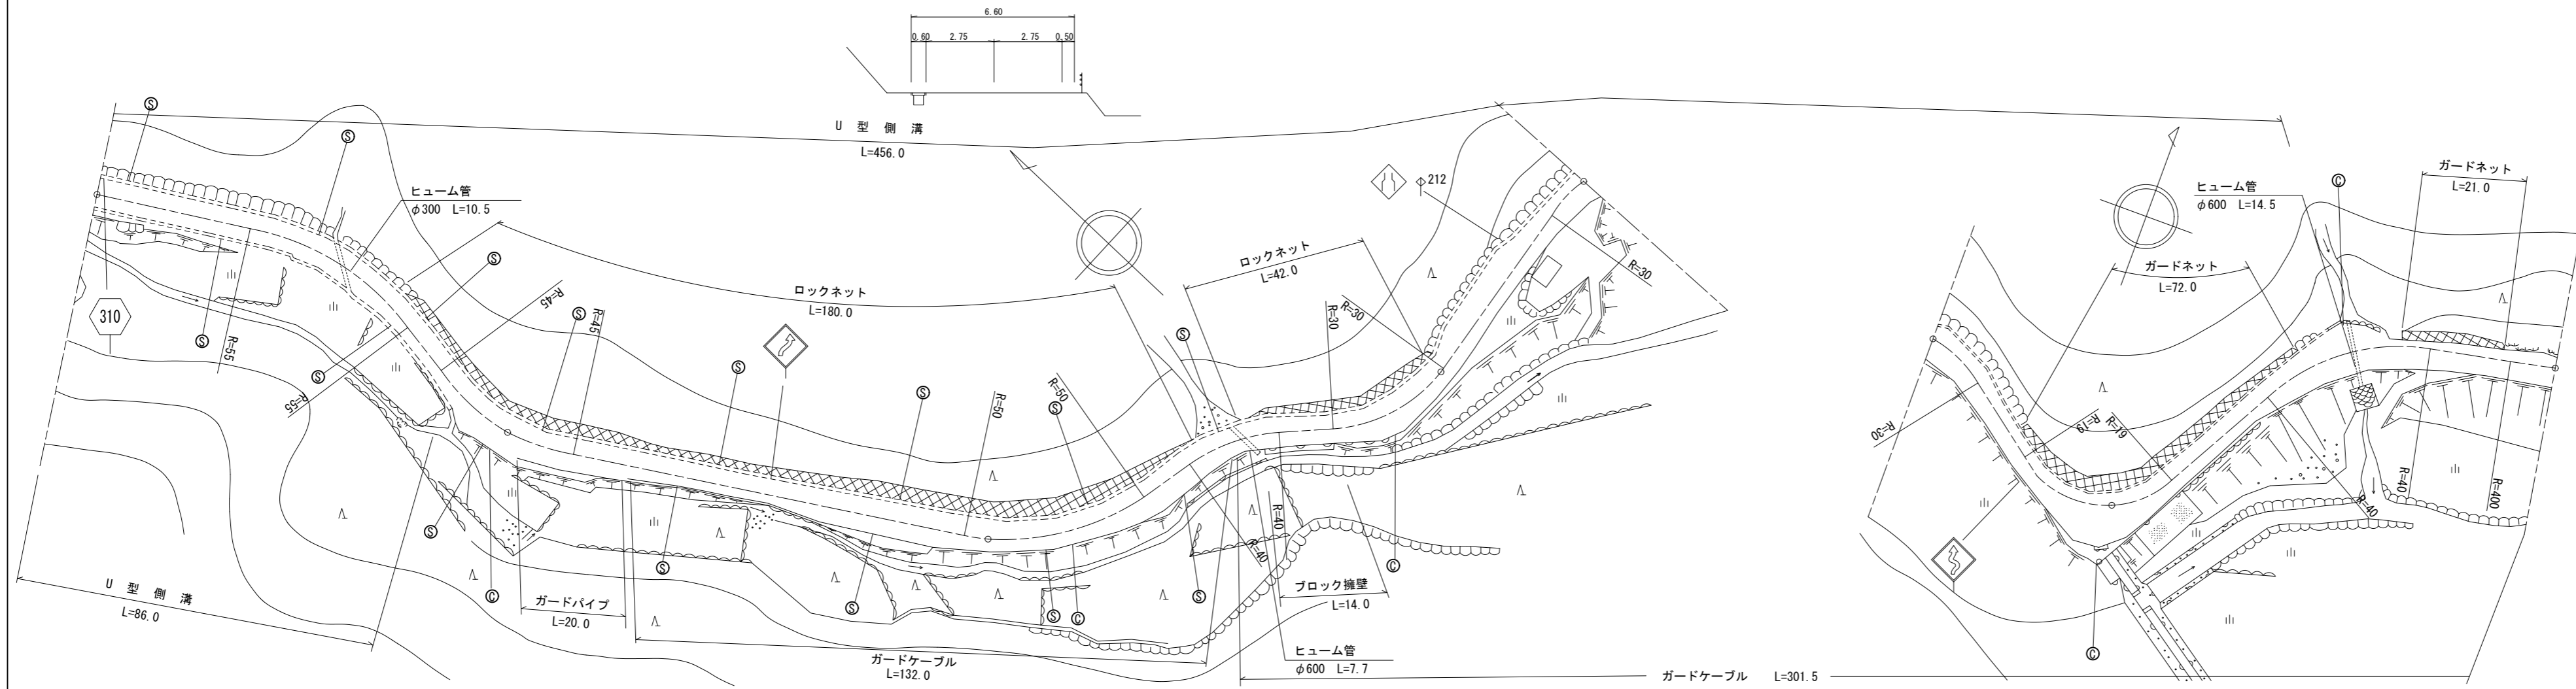 6.60
0.60 2.75 2.75 0.50
U 型 側 溝
L=456.0
Ⓢ
Ⓢ
ヒューム管
φ300 L=10.5
Ⓢ
310
Ⓢ
R=55
Ⓢ
R=55
R=45
Ⓢ
R=45
ロックネット
L=180.0
Ⓢ
Ⓢ
R=50
R=50
Ⓢ
Ⓢ
ロックネット
L=42.0
212
R=30
R=30
R=30
U 型 側 溝
L=86.0
Ⓢ
Ⓒ
ガードパイプ
L=20.0
Ⓢ
Ⓢ
Ⓢ
Ⓒ
Ⓢ
ガードケーブル
L=132.0
R=40
R=40
ブロック擁壁
L=14.0
Ⓒ
ヒューム管
φ600 L=7.7
ガードケーブル L=301.5
ヒューム管
φ600 L=14.5
Ⓒ
ガードネット
L=21.0
ガードネット
L=72.0
R=30
R=19
R=19
R=40
R=40
R=400
Ⓒ